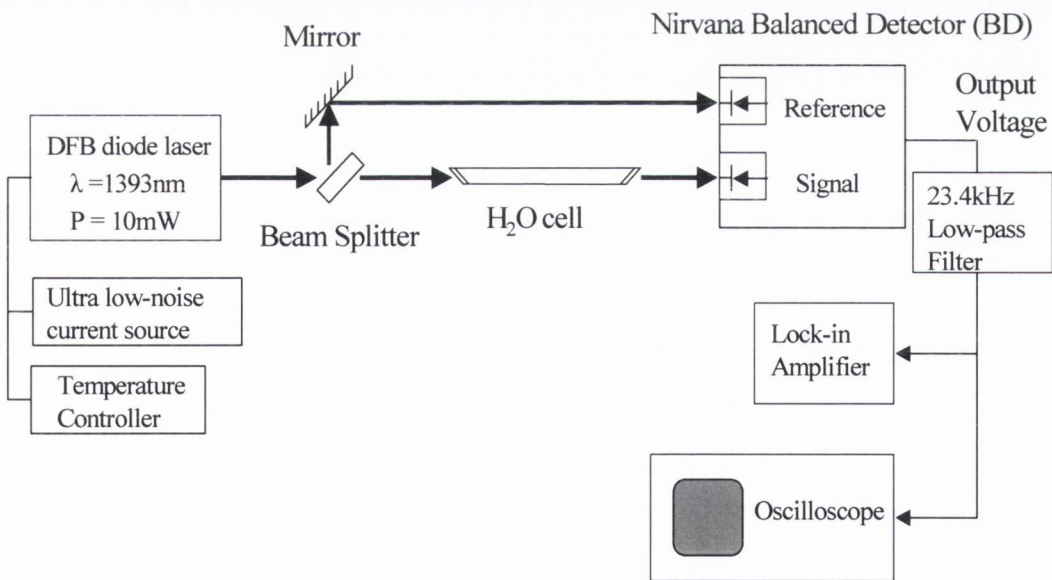 Mirror
Nirvana Balanced Detector (BD)
DFB diode laser
λ =1393nm
P = 10mW
Beam Splitter
H₂O cell
Reference
Signal
Output
Voltage
23.4kHz
Low-pass
Filter
Ultra low-noise
current source
Temperature
Controller
Lock-in
Amplifier
Oscilloscope